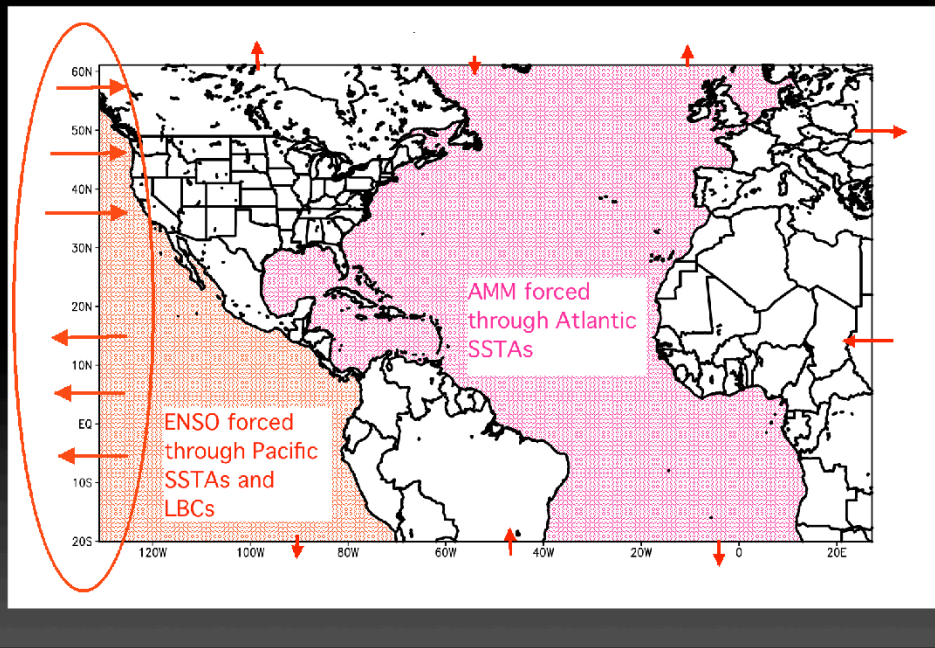 60N
50N
40N
30N
20N
10N
EQ
10S
20S
AMM forced
through Atlantic
SSTAs
ENSO forced
through Pacific
SSTAs and
LBCs
120W 100W 80W 60W 40W 20W 0 20E